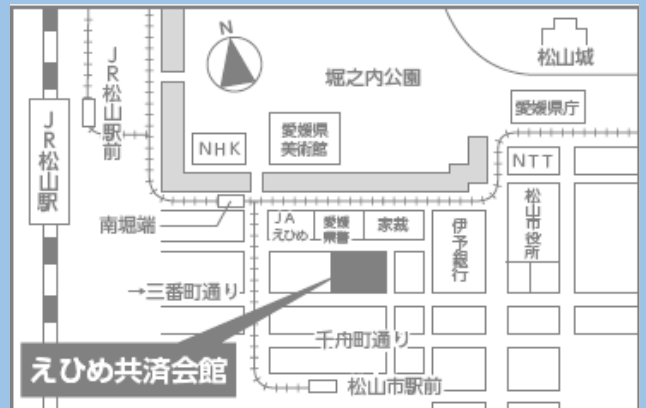 N
松山城
堀之内公園
JR松山駅前
愛媛県庁
JR松山駅
NHK
愛媛県
美術館
NTT
南堀端
JA
えひめ
愛媛
県警
家裁
伊予銀行
松山市役所
→三番町通り
千舟町通り
えひめ共済会館
松山市駅前